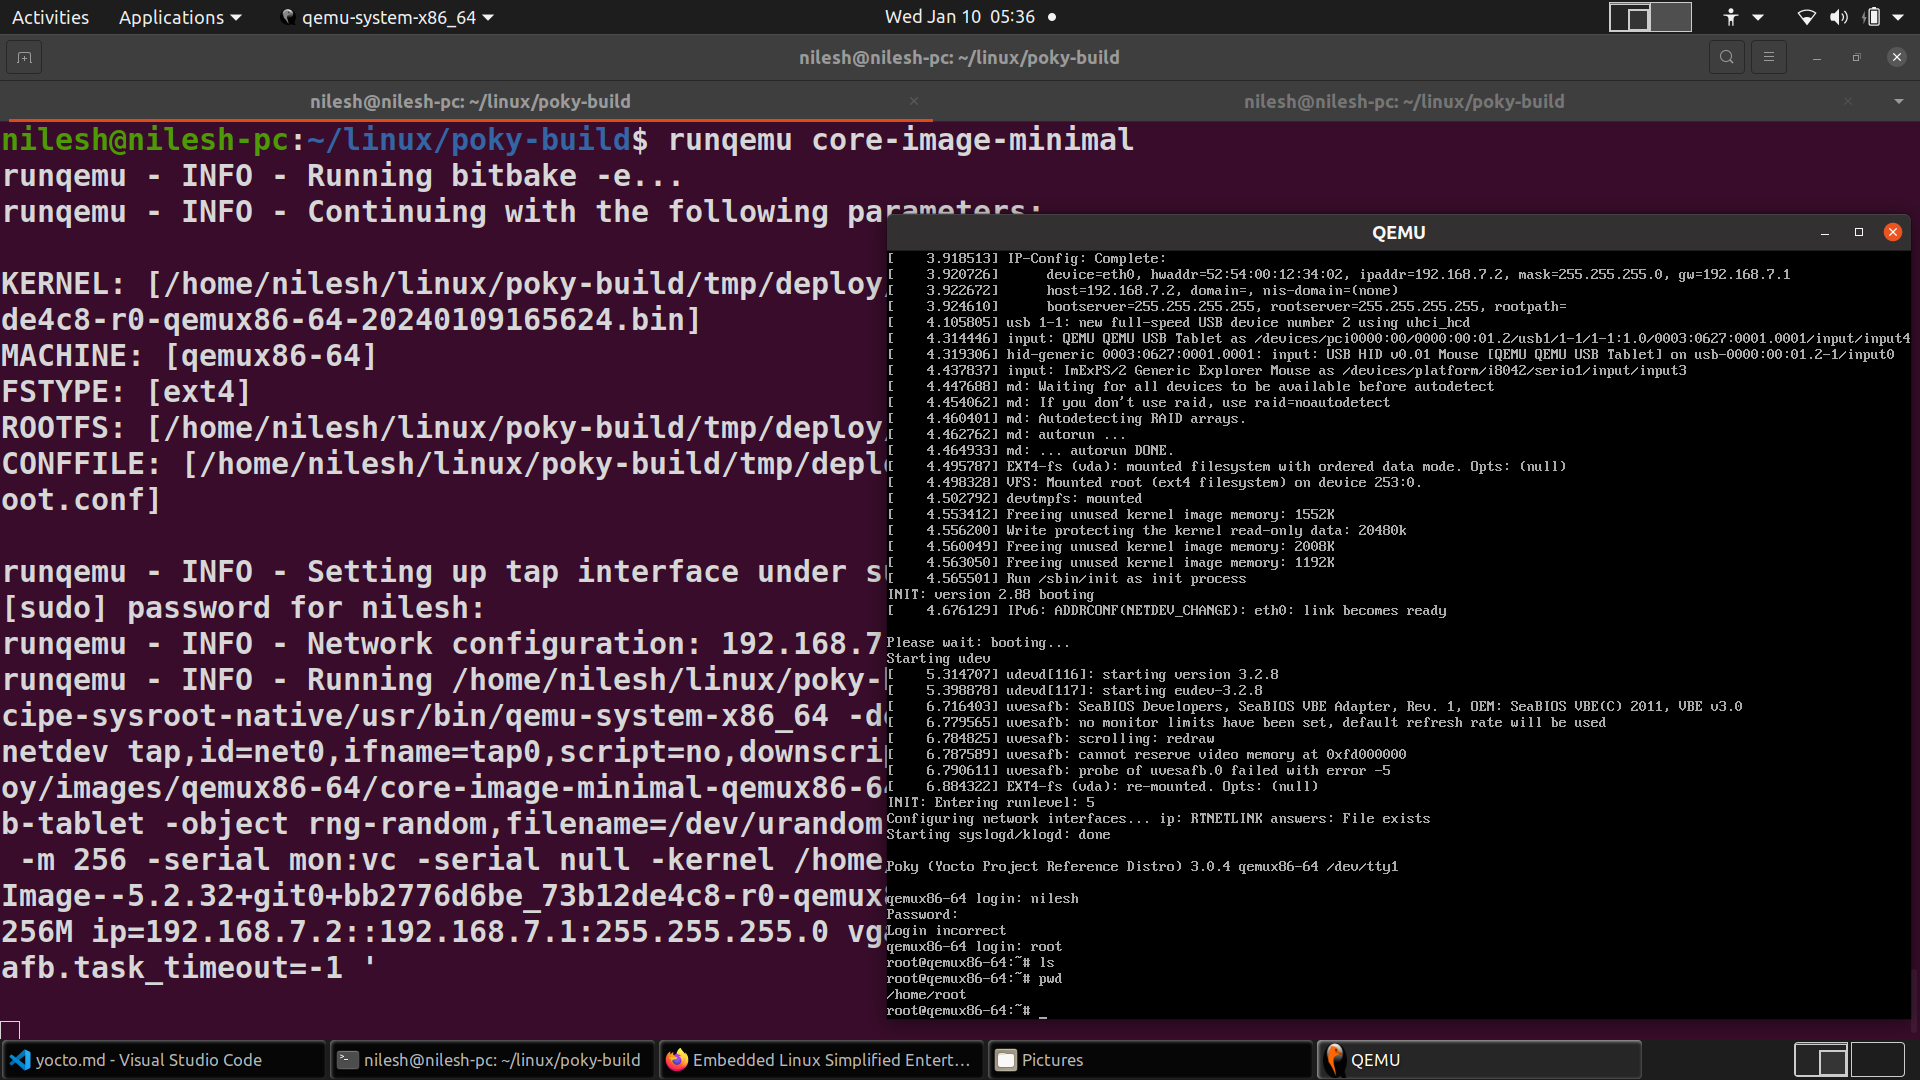 Activities
Applications
qemu-system-x86_64
Wed Jan 10 05:36
nilesh@nilesh-pc: ~/linux/poky-build
nilesh@nilesh-pc: ~/linux/poky-build
nilesh@nilesh-pc: ~/linux/poky-build
nilesh@nilesh-pc:~/linux/poky-build$ runqemu core-image-minimal
runqemu - INFO - Running bitbake -e...
runqemu - INFO - Continuing with the following parameters:
KERNEL: [/home/nilesh/linux/poky-build/tmp/deploy/
de4c8-r0-qemux86-64-20240109165624.bin]
MACHINE: [qemux86-64]
FSTYPE: [ext4]
ROOTFS: [/home/nilesh/linux/poky-build/tmp/deploy/
CONFFILE: [/home/nilesh/linux/poky-build/tmp/deplo
oot.conf]
runqemu - INFO - Setting up tap interface under su
[sudo] password for nilesh:
runqemu - INFO - Network configuration: 192.168.7
runqemu - INFO - Running /home/nilesh/linux/poky-
cipe-sysroot-native/usr/bin/qemu-system-x86_64 -de
netdev tap,id=net0,ifname=tap0,script=no,downscrip
oy/images/qemux86-64/core-image-minimal-qemux86-64
b-tablet -object rng-random,filename=/dev/urandom
 -m 256 -serial mon:vc -serial null -kernel /home
Image--5.2.32+git0+bb2776d6be_73b12de4c8-r0-qemux
256M ip=192.168.7.2::192.168.7.1:255.255.255.0 vga
afb.task_timeout=-1 '
QEMU
[    3.918513] IP-Config: Complete:
[    3.920726]      device=eth0, hwaddr=52:54:00:12:34:02, ipaddr=192.168.7.2, mask=255.255.255.0, gw=192.168.7.1
[    3.922672]      host=192.168.7.2, domain=, nis-domain=(none)
[    3.924610]      bootserver=255.255.255.255, rootserver=255.255.255.255, rootpath=
[    4.105805] usb 1-1: new full-speed USB device number 2 using uhci_hcd
[    4.314446] input: QEMU QEMU USB Tablet as /devices/pci0000:00/0000:00:01.2/usb1/1-1/1-1:1.0/0003:0627:0001.0001/input/input4
[    4.319306] hid-generic 0003:0627:0001.0001: input: USB HID v0.01 Mouse [QEMU QEMU USB Tablet] on usb-0000:00:01.2-1/input0
[    4.437837] input: ImExPS/2 Generic Explorer Mouse as /devices/platform/i8042/serio1/input/input3
[    4.447688] md: Waiting for all devices to be available before autodetect
[    4.454062] md: If you don't use raid, use raid=noautodetect
[    4.460401] md: Autodetecting RAID arrays.
[    4.462762] md: autorun ...
[    4.464933] md: ... autorun DONE.
[    4.495787] EXT4-fs (vda): mounted filesystem with ordered data mode. Opts: (null)
[    4.498328] VFS: Mounted root (ext4 filesystem) on device 253:0.
[    4.502792] devtmpfs: mounted
[    4.553412] Freeing unused kernel image memory: 1552K
[    4.556200] Write protecting the kernel read-only data: 20480k
[    4.560049] Freeing unused kernel image memory: 2008K
[    4.563050] Freeing unused kernel image memory: 1192K
[    4.565501] Run /sbin/init as init process
INIT: version 2.88 booting
[    4.676129] IPv6: ADDRCONF(NETDEV_CHANGE): eth0: link becomes ready
Please wait: booting...
Starting udev
[    5.314707] udevd[116]: starting version 3.2.8
[    5.398878] udevd[117]: starting eudev-3.2.8
[    6.716403] uvesafb: SeaBIOS Developers, SeaBIOS VBE Adapter, Rev. 1, OEM: SeaBIOS VBE(C) 2011, VBE v3.0
[    6.779565] uvesafb: no monitor limits have been set, default refresh rate will be used
[    6.784825] uvesafb: scrolling: redraw
[    6.787589] uvesafb: cannot reserve video memory at 0xfd000000
[    6.790611] uvesafb: probe of uvesafb.0 failed with error -5
[    6.884322] EXT4-fs (vda): re-mounted. Opts: (null)
INIT: Entering runlevel: 5
Configuring network interfaces... ip: RTNETLINK answers: File exists
Starting syslogd/klogd: done
Poky (Yocto Project Reference Distro) 3.0.4 qemux86-64 /dev/tty1
qemux86-64 login: nilesh
Password:
Login incorrect
qemux86-64 login: root
root@qemux86-64:~# ls
root@qemux86-64:~# pwd
/home/root
root@qemux86-64:~# _
yocto.md - Visual Studio Code
nilesh@nilesh-pc: ~/linux/poky-build
Embedded Linux Simplified Entert...
Pictures
QEMU